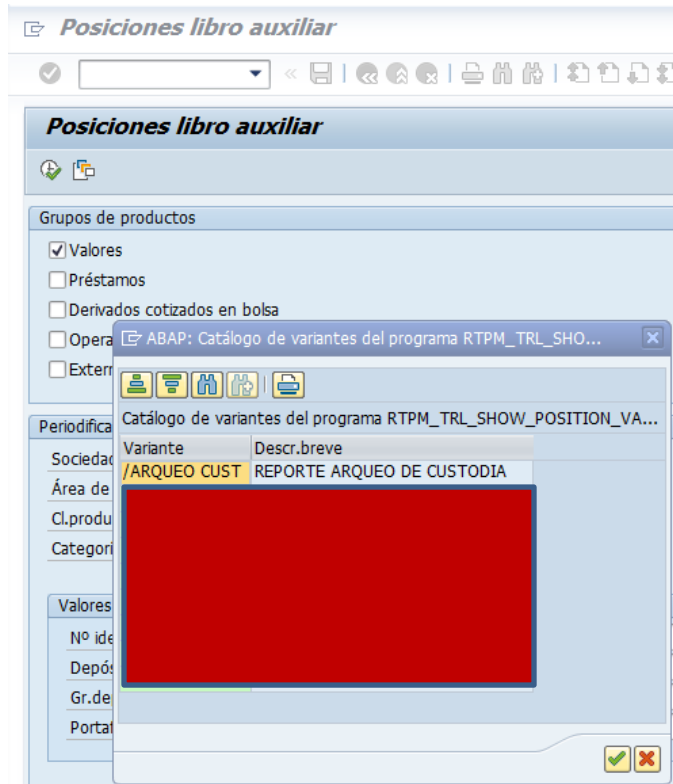 Posiciones libro auxiliar
Posiciones libro auxiliar
Grupos de productos
Valores
Préstamos
Derivados cotizados en bolsa
Opera
Extern
ABAP: Catálogo de variantes del programa RTPM_TRL_SHO...
Catálogo de variantes del programa RTPM_TRL_SHOW_POSITION_VA...
Variante Descr.breve
/ARQUEO CUST REPORTE ARQUEO DE CUSTODIA
Periodifica
Sociedad
Área de
Cl.produ
Categori
Valores
Nº ide
Depós
Gr.de
Portaf